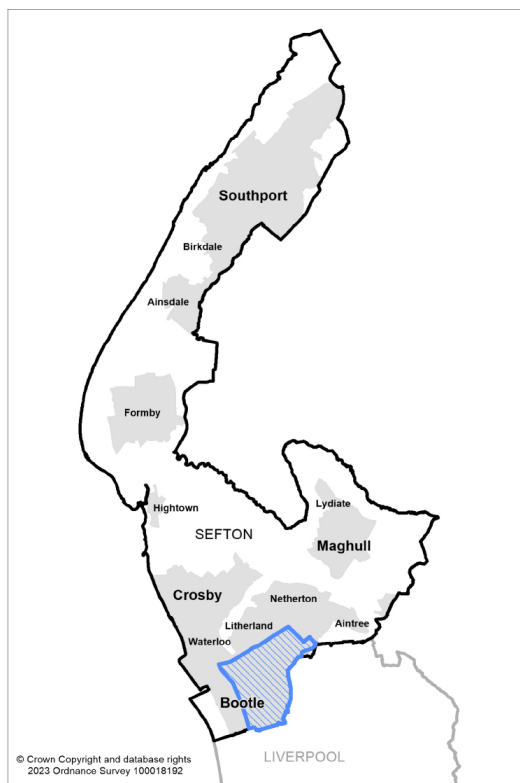 Southport
Birkdale
Ainsdale
Formby
Lydiate
Hightown
SEFTON
Maghull
Crosby
Netherton
Litherland
Aintree
Waterloo
Bootle
© Crown Copyright and database rights
2023 Ordnance Survey 100018192
LIVERPOOL